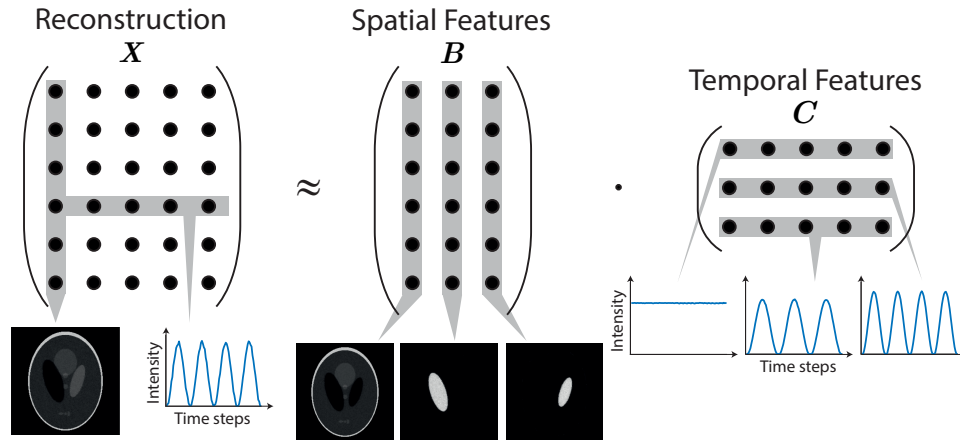 Reconstruction
X
Spatial Features
B
Temporal Features
C
≈
·
Intensity
Time steps
Intensity
Time steps